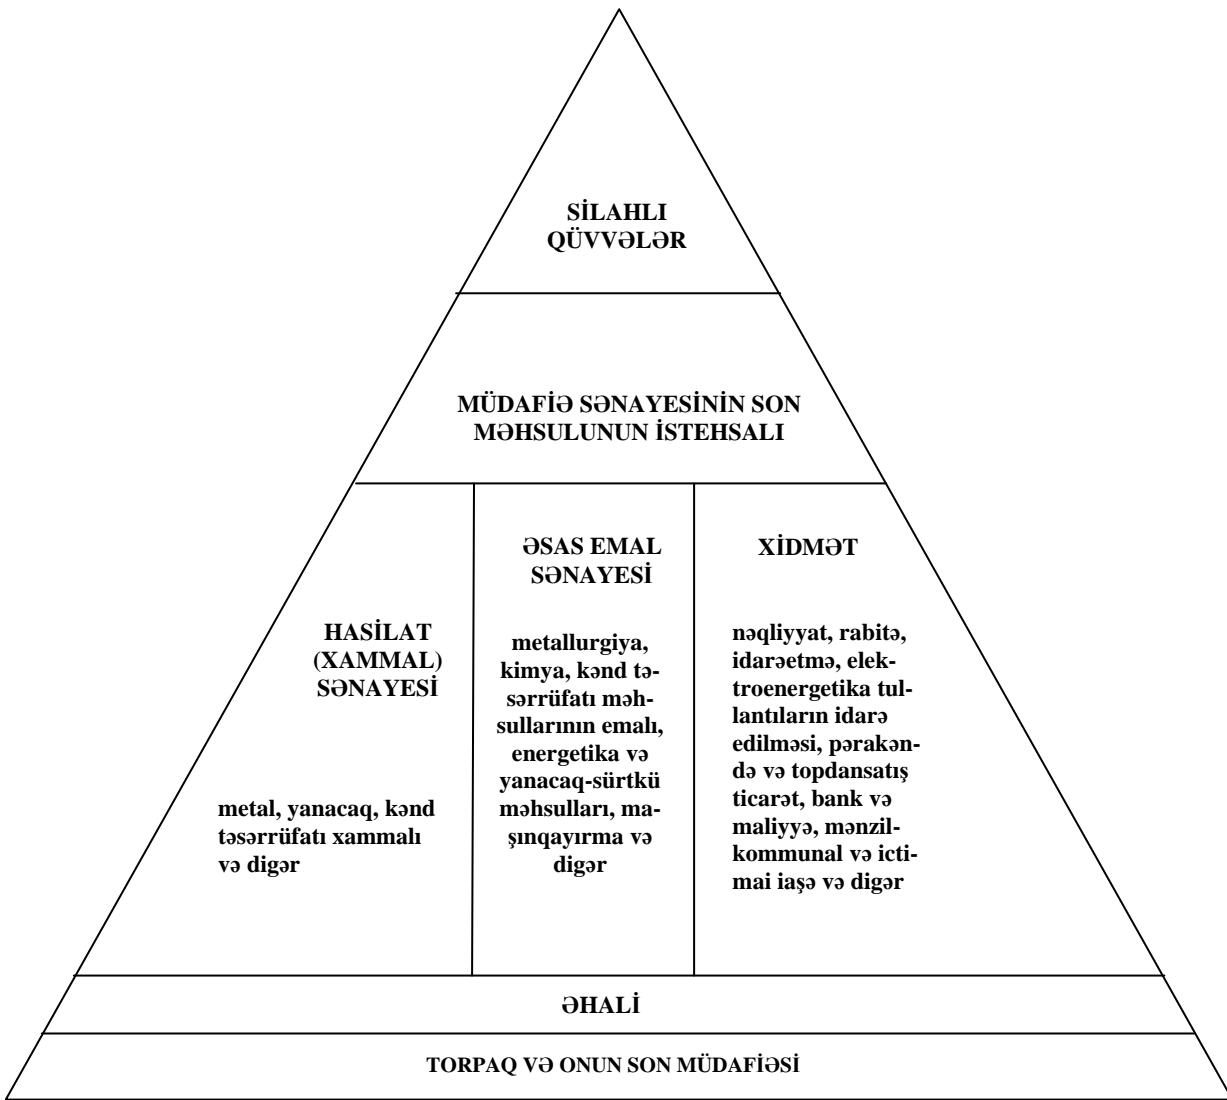 SİLAHLI
QÜVVƏLƏR
MÜDAFİƏ SƏNAYESİNİN SON
MƏHSULUNUN İSTEHSALI
HASİLAT
(XAMMAL)
SƏNAYESİ
metal, yanacaq, kənd
təsərrüfatı xammalı
və digər
ƏSAS EMAL
SƏNAYESİ
metallurgiya,
kimya, kənd tə-
sərrüfatı məh-
sullarının emalı,
energetika və
yanacaq-sürtkü
məhsulları, ma-
şınqayırma və
digər
XİDMƏT
nəqliyyat, rabitə,
idarəetmə, elek-
troenergetika tul-
lantıların idarə
edilməsi, pərakən-
də və topdansatış
ticarət, bank və
maliyyə, mənzil-
kommunal və icti-
mai iaşə və digər
ƏHALİ
TORPAQ VƏ ONUN SON MÜDAFİƏSİ